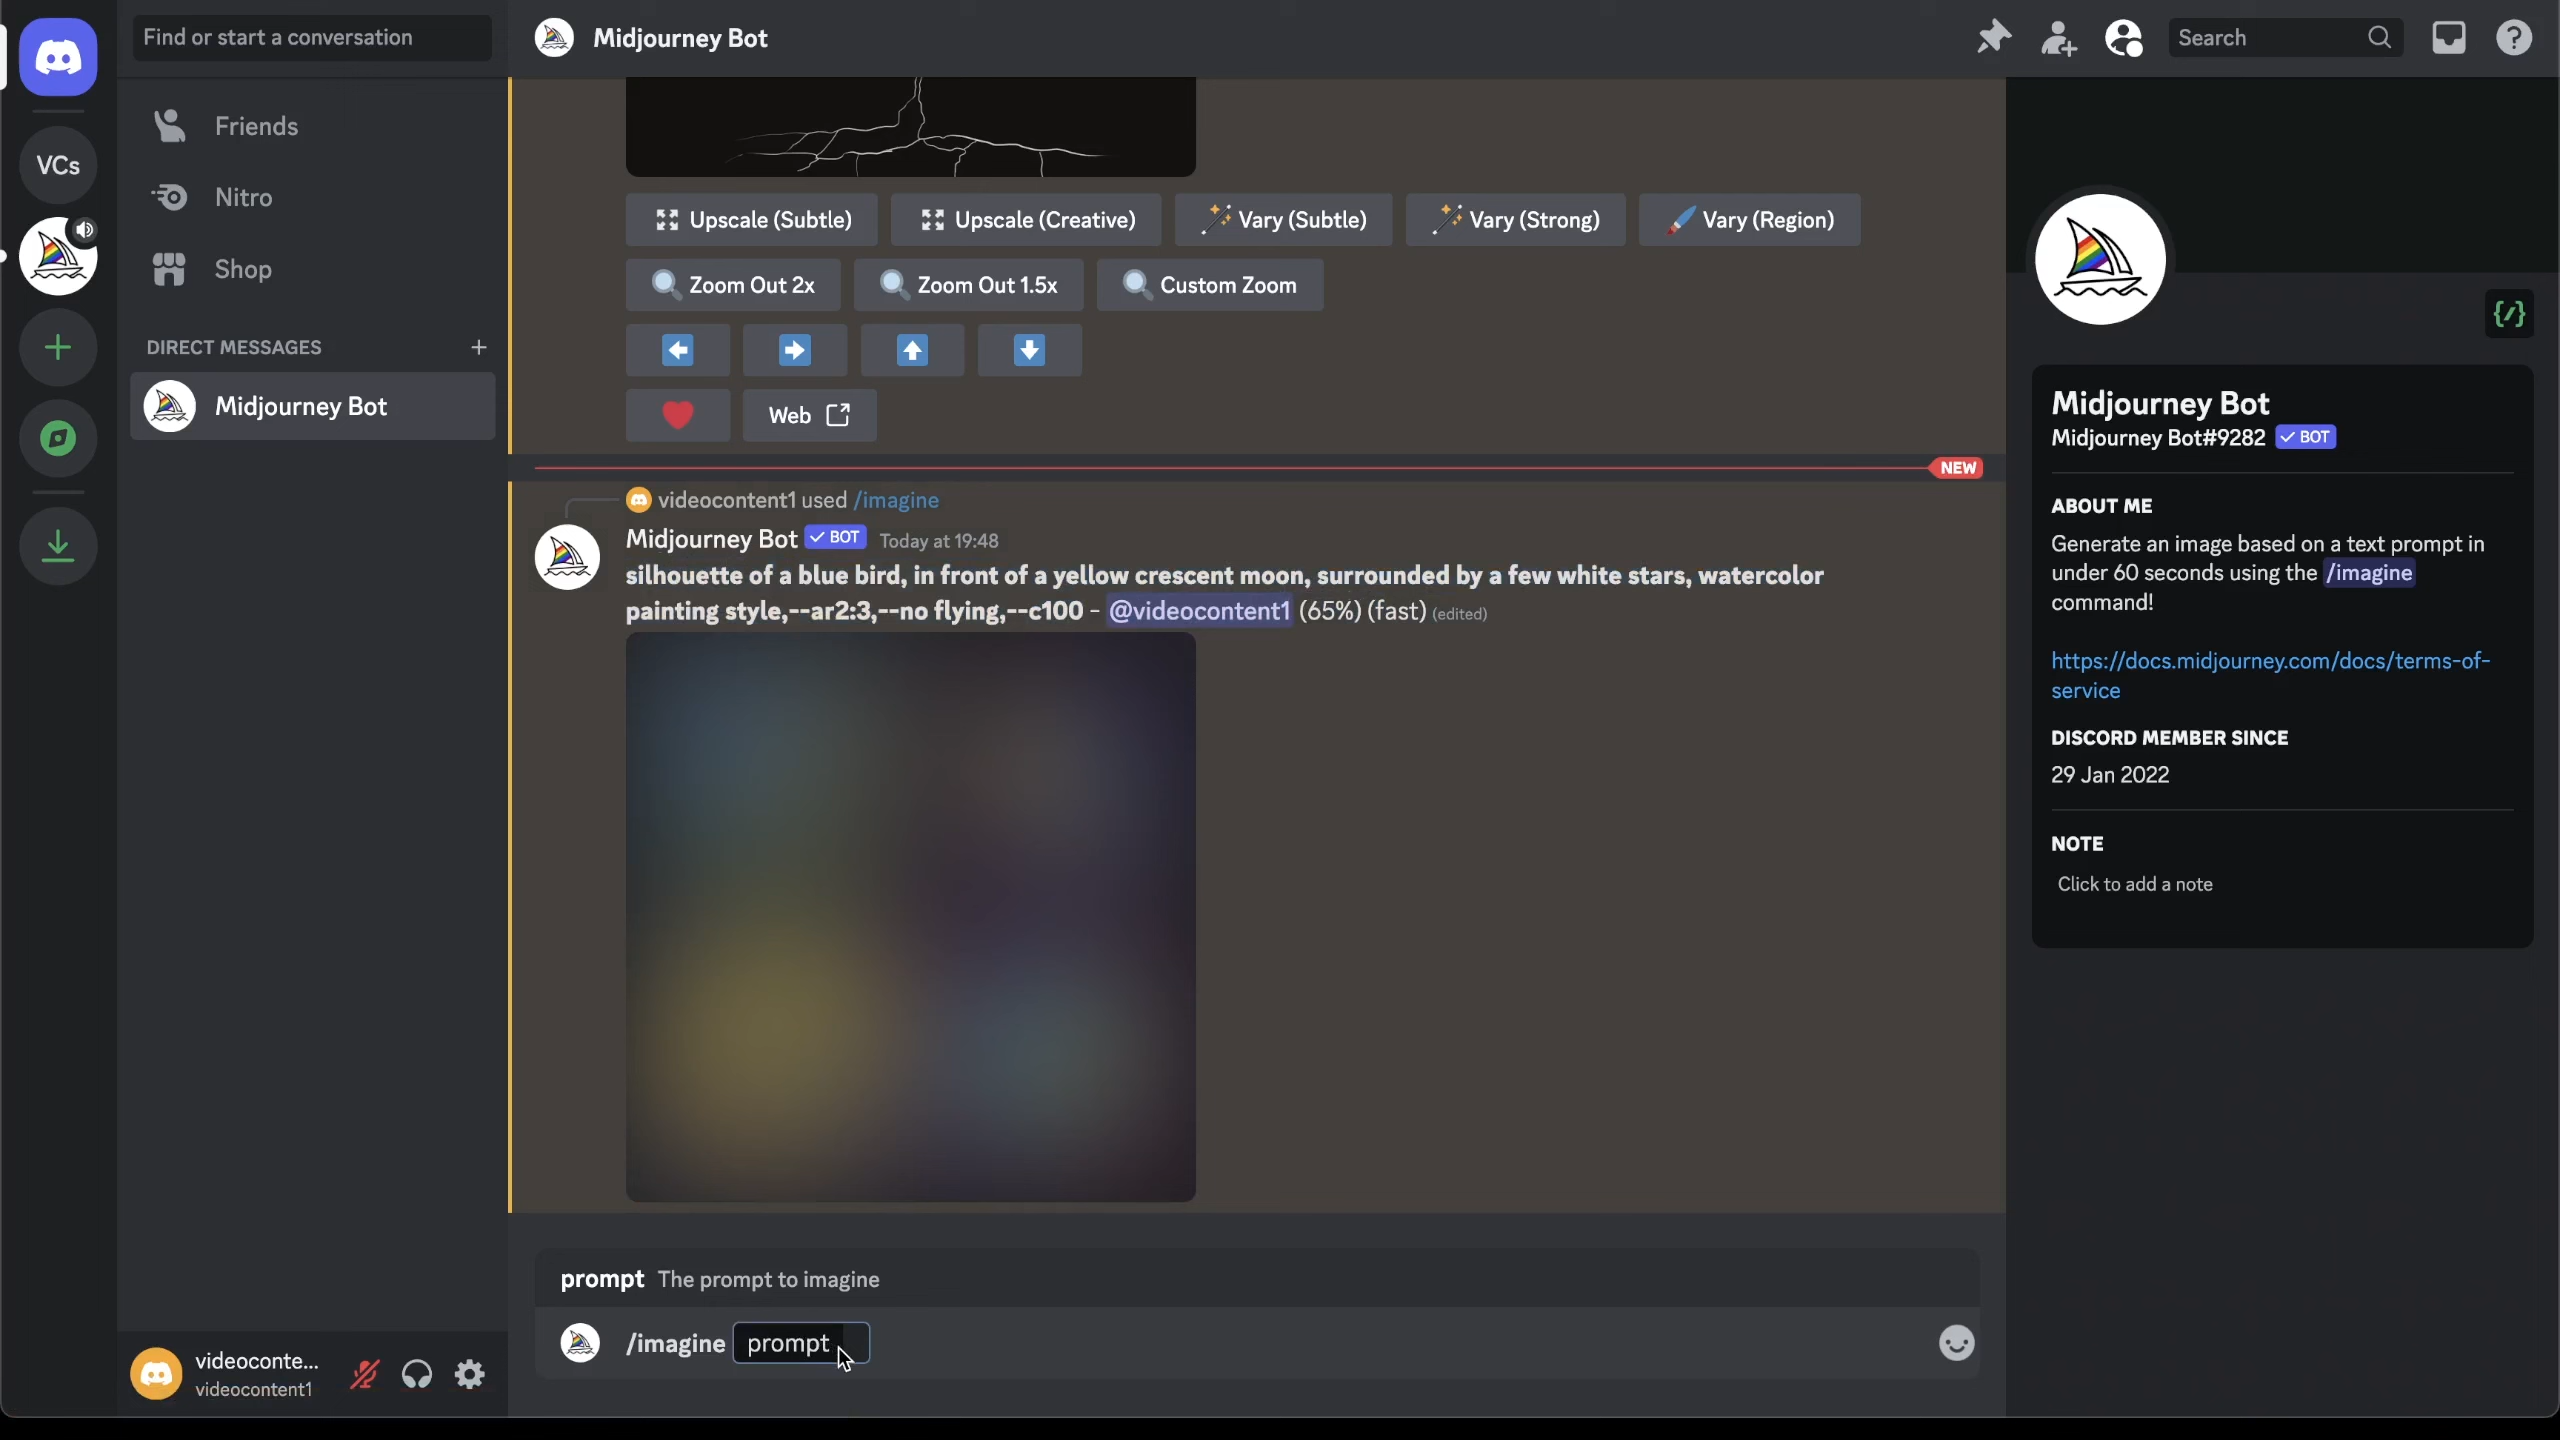 Find or start a conversation
Midjourney Bot
Search
Friends
VCs
Nitro
Shop
DIRECT MESSAGES
Midjourney Bot
videoconte...
videocontent1
Upscale (Subtle) Upscale (Creative) Vary (Subtle) Vary (Strong) Vary (Region)
Zoom Out 2x Zoom Out 1.5x Custom Zoom
Web
NEW
videocontent1 used /imagine
Midjourney Bot BOT Today at 19:48
silhouette of a blue bird, in front of a yellow crescent moon, surrounded by a few white stars, watercolor
painting style,--ar2:3,--no flying,--c100 - @videocontent1 (65%) (fast) (edited)
prompt The prompt to imagine
/imagine prompt
Midjourney Bot
Midjourney Bot#9282 BOT
ABOUT ME
Generate an image based on a text prompt in
under 60 seconds using the /imagine
command!
https://docs.midjourney.com/docs/terms-of-
service
DISCORD MEMBER SINCE
29 Jan 2022
NOTE
Click to add a note